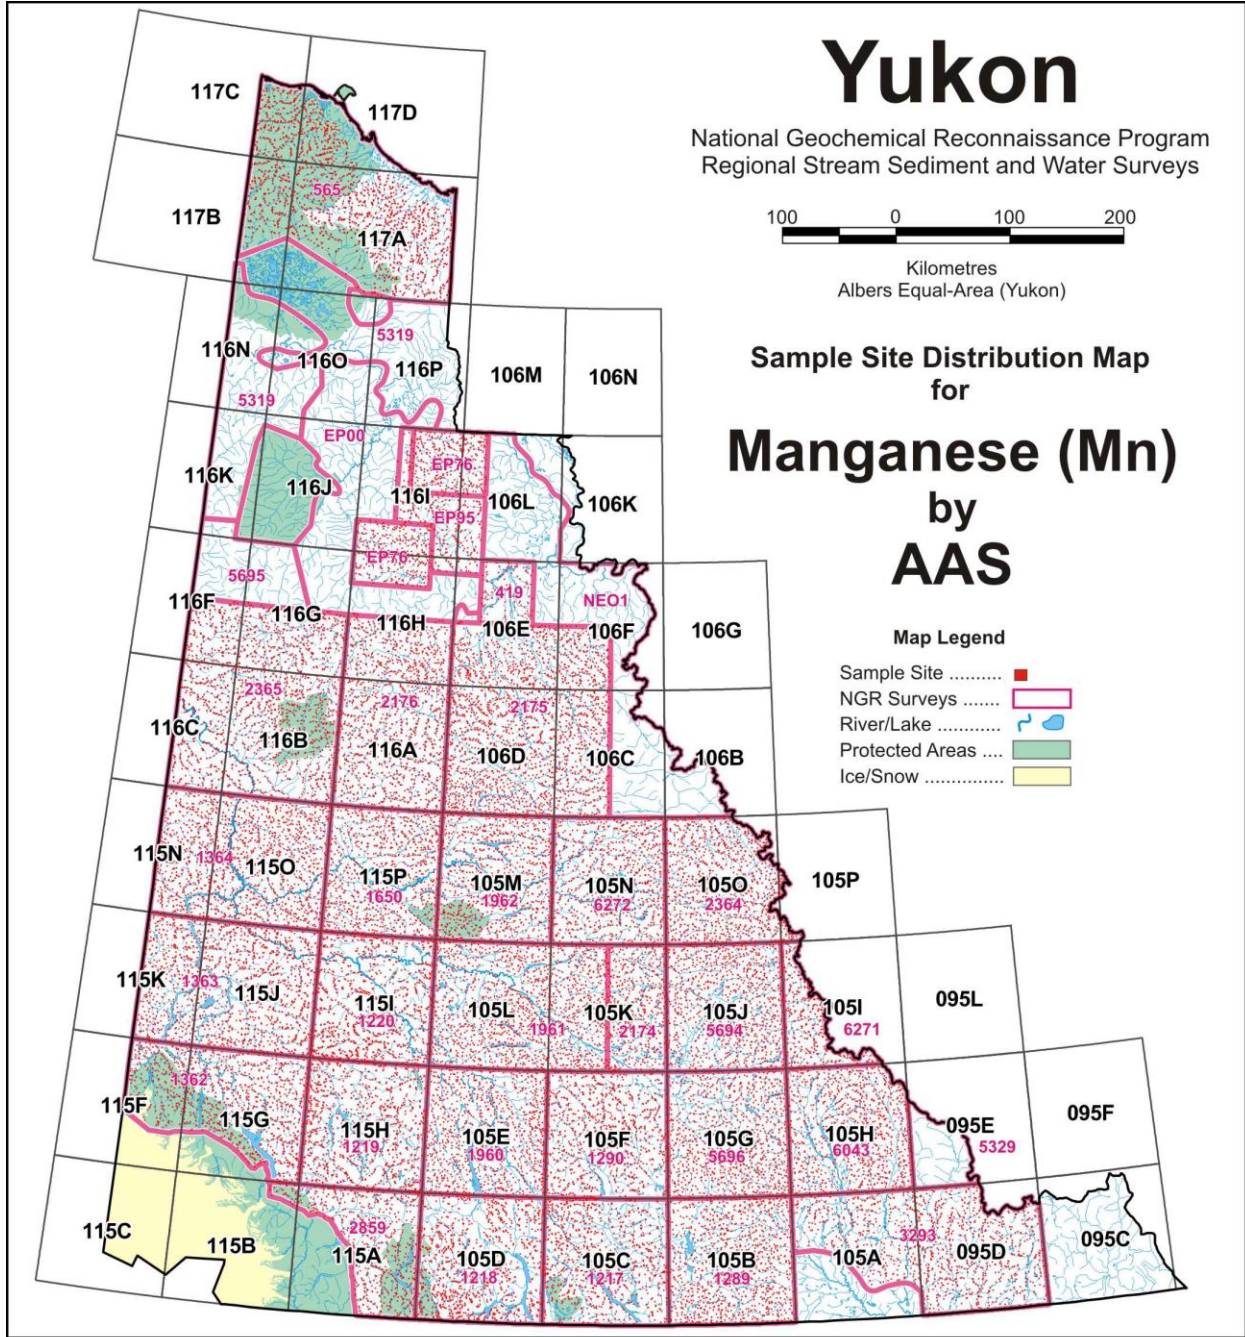 Yukon
National Geochemical Reconnaissance Program
Regional Stream Sediment and Water Surveys
100 0 100 200
Kilometres
Albers Equal-Area (Yukon)
Sample Site Distribution Map
for
Manganese (Mn)
by
AAS
Map Legend
Sample Site ..........
NGR Surveys .......
River/Lake ............
Protected Areas ....
Ice/Snow ...............
117C
117D
565
117B
117A
5319
116N
116O
116P
106M
106N
5319
EP00
EP76
116K
116J
116I
106L
106K
EP95
EP76
5695
419
NEO1
116F
116G
116H
106E
106F
106G
2365
2176
2175
116C
116B
116A
106D
106C
106B
115N
1364
115O
115P
1650
105M
1962
105N
6272
105O
2364
105P
115K
1363
115J
115I
1220
105L
1961
105K
2174
105J
5694
105I
6271
095L
1362
115F
115G
115H
1219
105E
1960
105F
1290
105G
5696
105H
6043
095E
5329
095F
115C
115B
2859
115A
105D
1218
105C
1217
105B
1289
105A
3293
095D
095C